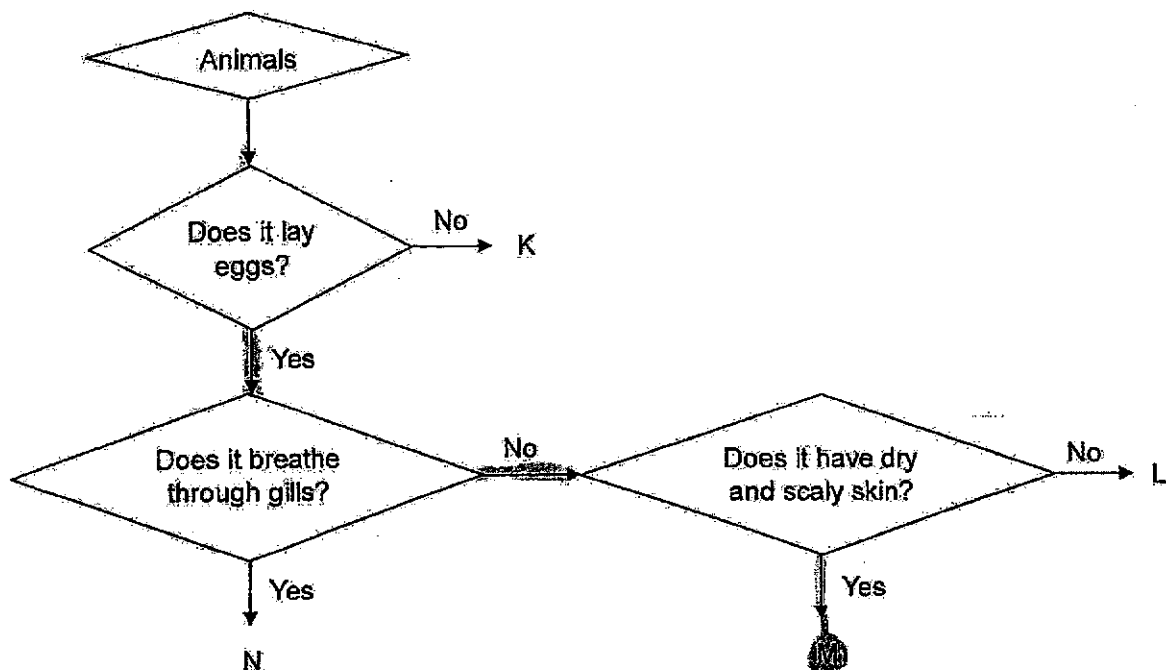 Animals
Does it lay
eggs?
No
K
Yes
Does it breathe
through gills?
No
Does it have dry
and scaly skin?
No
L
Yes
N
Yes
M